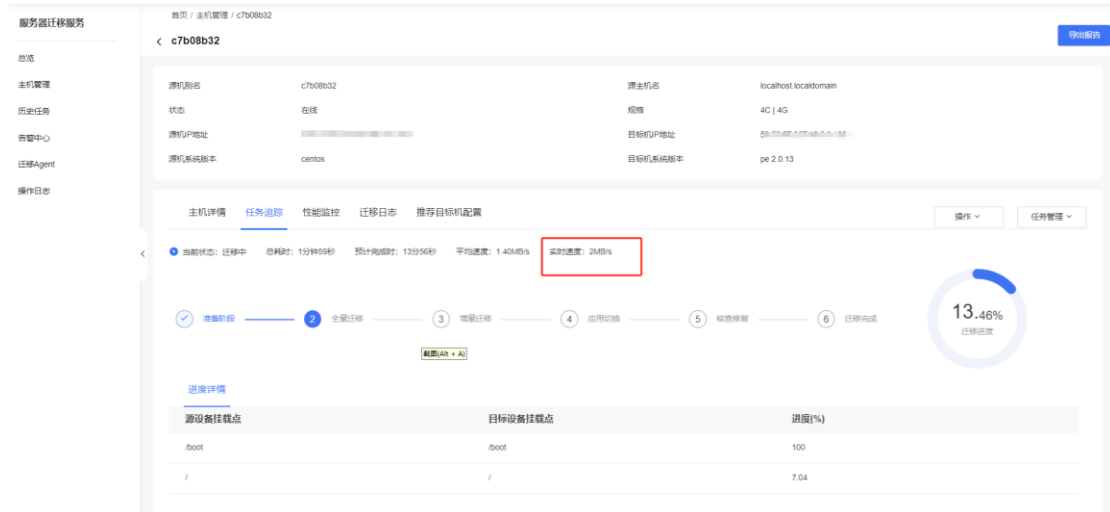 首页 / 主机管理 / c7b08b32
服务器迁移服务
c7b08b32
导出报告
总览
主机管理
历史任务
告警中心
迁移Agent
操作日志
源机别名 c7b08b32 源主机名 localhost.localdomain
状态 在线 规格 4C | 4G
源机IP地址 目标机IP地址
源机系统版本 centos 目标机系统版本 pe 2.0.13
主机详情 任务追踪 性能监控 迁移日志 推荐目标机配置 操作 任务管理
当前状态：迁移中 总耗时：1分钟59秒 预计完成时：13分56秒 平均速度：1.40MB/s 实时速度：2MB/s
准备阶段 2 全量迁移 3 增量迁移 4 应用切换 5 核查修复 6 迁移完成
13.46%
迁移进度
截图(Alt + A)
进度详情
源设备挂载点 目标设备挂载点 进度(%)
/boot /boot 100
/ / 7.04